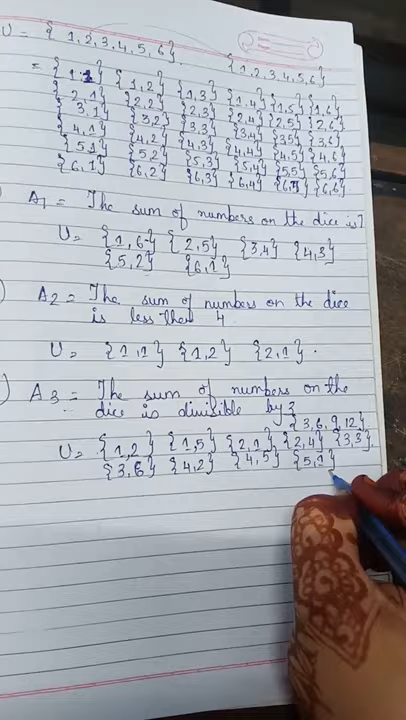 U = { 1,2,3,4,5,6} {1,2,3,4,5,6}
= {1,1} {1,2} {1,3} {1,4} {1,5} {1,6}
{2,1} {2,2} {2,3} {2,4} {2,5} {2,6}
{3,1} {3,2} {3,3} {3,4} {3,5} {3,6}
{4,1} {4,2} {4,3} {4,4} {4,5} {4,6}
{5,1} {5,2} {5,3} {5,4} {5,5} {5,6}
{6,1} {6,2} {6,3} {6,4} {6,5} {6,6}
) A1 = The sum of numbers on the dice is 7
U= {1,6} {2,5} {3,4} {4,3}
{5,2} {6,1}
) A2 = The sum of numbers on the dice
is less then 4.
U= {1,1} {1,2} {2,1}.
) A3 = The sum of numbers on the
dice is divisible by 3
{3,6,9,12}
U= {1,2} {1,5} {2,1} {2,4} {3,3}
{3,6} {4,2} {4,5} {5,1}